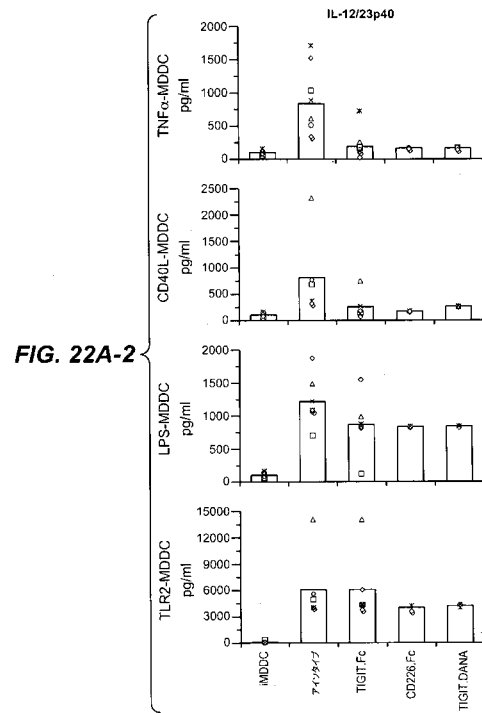 IL-12/23p40
FIG. 22A-2
TNFα-MDDC
pg/ml
2000
1500
1000
500
0
CD40L-MDDC
pg/ml
2500
2000
1500
1000
500
0
LPS-MDDC
pg/ml
2000
1500
1000
500
0
TLR2-MDDC
pg/ml
15000
12000
9000
6000
3000
0
iMDDC
アイソタイプ
TIGIT.Fc
CD226.Fc
TIGIT.DANA